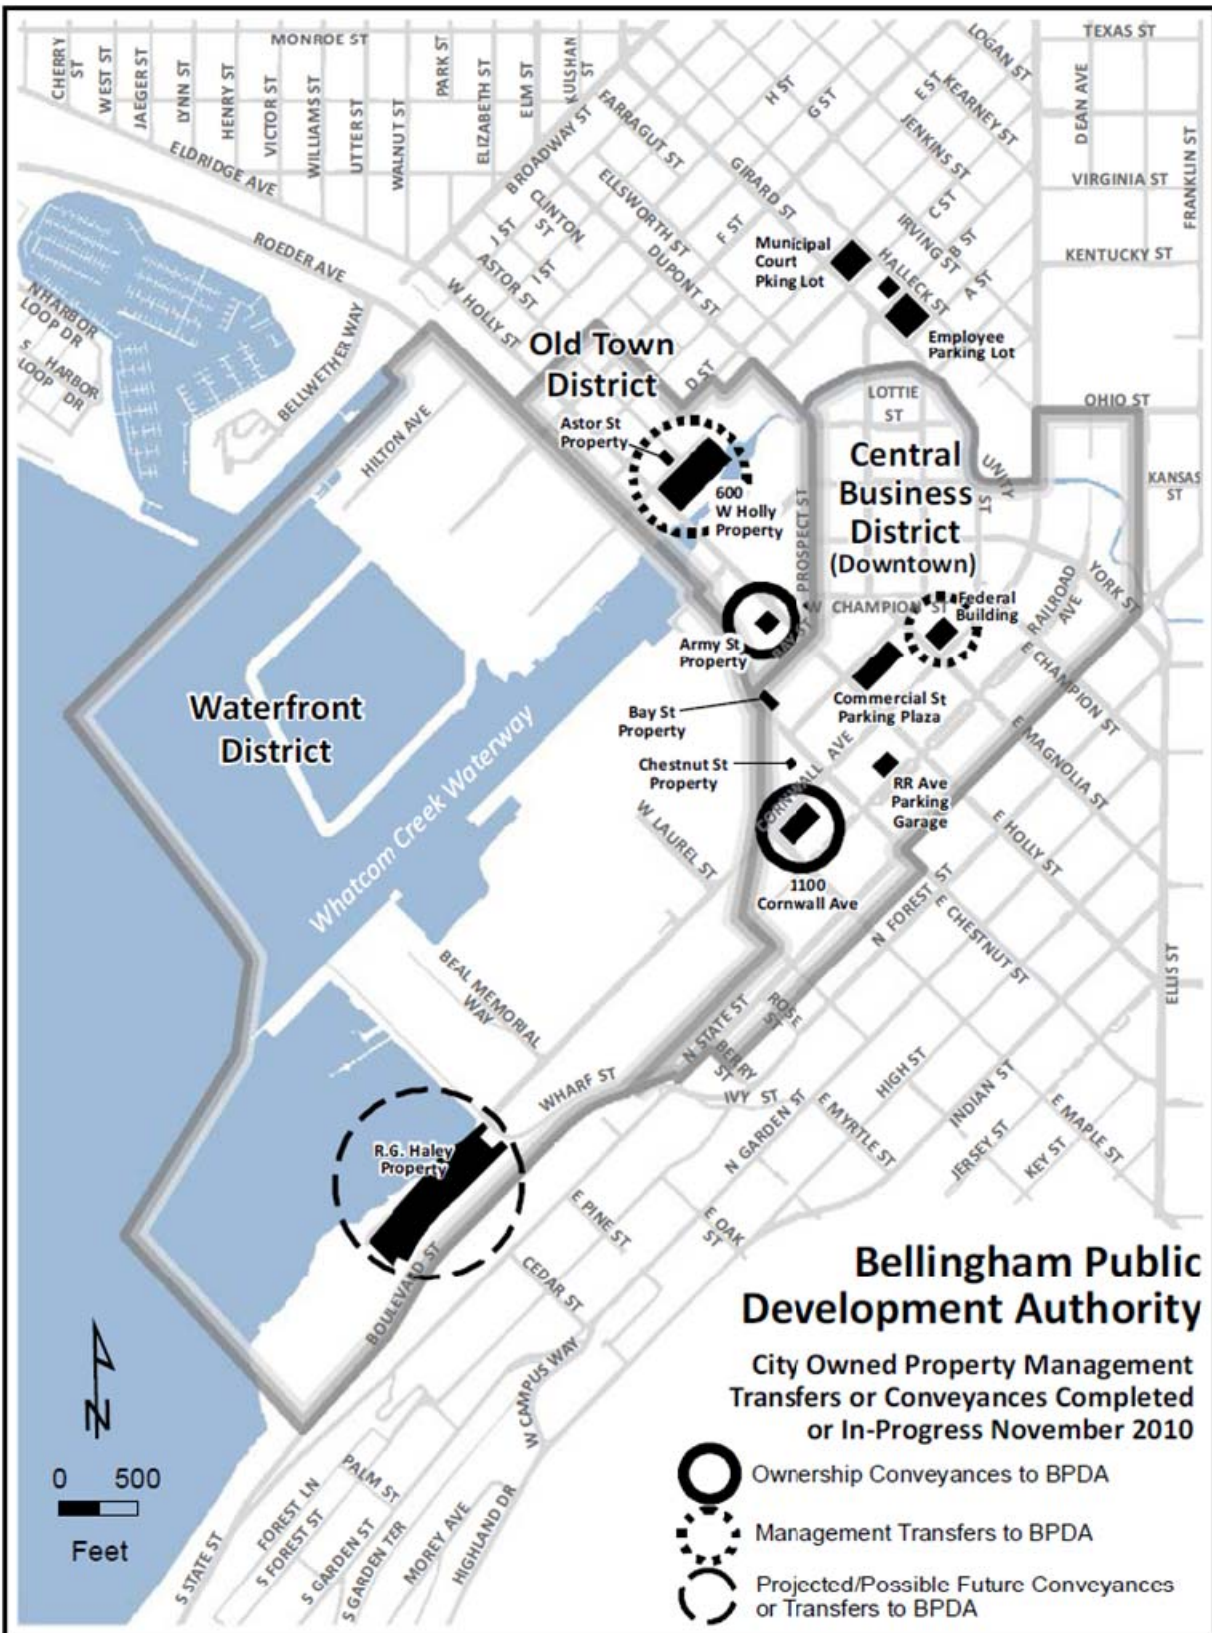 MONROE ST
TEXAS ST
LOGAN ST
CHERRY
ST
WEST ST
JAEGER ST
LYNN ST
HENRY ST
VICTOR ST
WILLIAMS ST
UTTER ST
WALNUT ST
PARK ST
ELIZABETH ST
ELM ST
KULSHAN
ST
BROADWAY ST
FARRAGUT ST
H ST
G ST
E ST
KEARNEY ST
JENKINS ST
DEAN AVE
FRANKLIN ST
VIRGINIA ST
ELDRIDGE AVE
GIRARD ST
ELLSWORTH ST
CLINTON
ST
J ST
I ST
F ST
C ST
B ST
A ST
IRVING ST
HALLECK ST
KENTUCKY ST
ROEDER AVE
ASTOR ST
DUPONT ST
Municipal
Court
Pking Lot
W HOLLY ST
N HARBOR
LOOP DR
S HARBOR
LOOP DR
BELLWETHER WAY
Employee
Parking Lot
Old Town
District
D ST
LOTTIE
ST
OHIO ST
HILTON AVE
Astor St
Property
600
W Holly
Property
Central
Business
District
(Downtown)
UNITY
ST
KANSAS
ST
PROSPECT ST
W CHAMPION ST
Federal
Building
RAILROAD
AVE
YORK ST
Army St
Property
BAY ST
E CHAMPION ST
Waterfront
District
Whatcom Creek Waterway
Bay St
Property
Commercial St
Parking Plaza
E MAGNOLIA ST
Chestnut St
Property
CORNWALL AVE
RR Ave
Parking
Garage
W LAUREL ST
E HOLLY ST
1100
Cornwall Ave
N FOREST ST
E CHESTNUT ST
ELLIS ST
BEAL MEMORIAL
WAY
N STATE ST
ROSE
ST
BERRY
ST
WHARF ST
IVY ST
HIGH ST
INDIAN ST
N GARDEN ST
E MYRTLE ST
E MAPLE ST
JERSEY ST
KEY ST
R.G. Haley
Property
E PINE ST
E OAK
ST
CEDAR ST
BOULEVARD ST
W CAMPUS WAY
Bellingham Public
Development Authority
City Owned Property Management
Transfers or Conveyances Completed
or In-Progress November 2010
N
0 500
Feet
PALM ST
FOREST LN
S FOREST ST
S STATE ST
S GARDEN ST
S GARDEN TER
MOREY AVE
HIGHLAND DR
Ownership Conveyances to BPDA
Management Transfers to BPDA
Projected/Possible Future Conveyances
or Transfers to BPDA